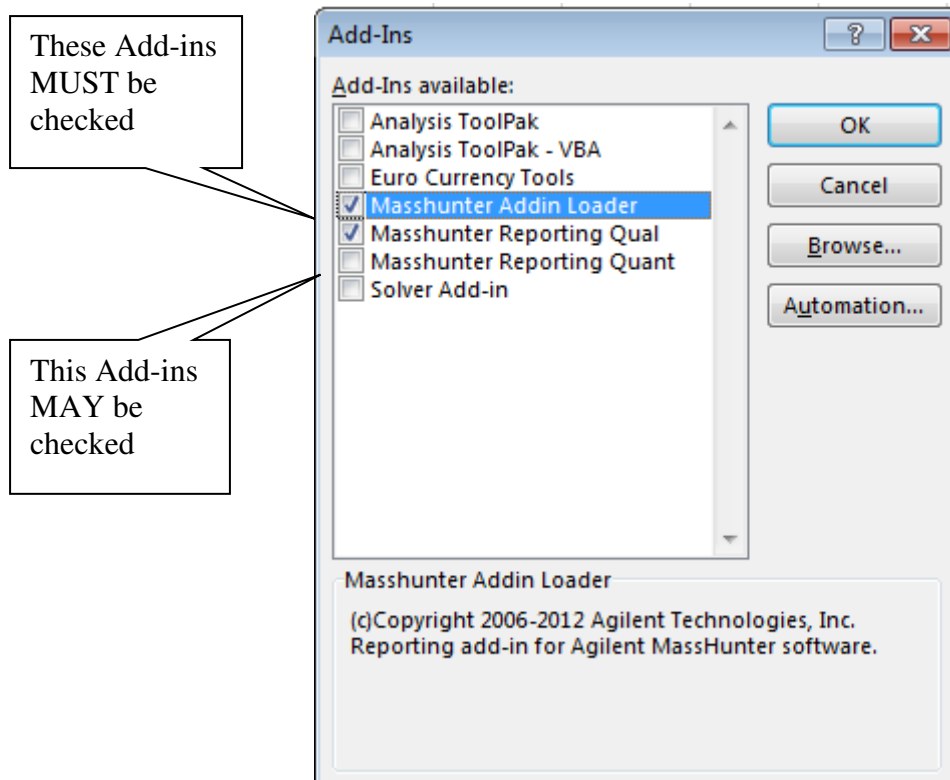 These Add-ins
MUST be
checked
This Add-ins
MAY be
checked
Add-Ins
?
Add-Ins available:
Analysis ToolPak
Analysis ToolPak - VBA
Euro Currency Tools
Masshunter Addin Loader
Masshunter Reporting Qual
Masshunter Reporting Quant
Solver Add-in
OK
Cancel
Browse...
Automation...
Masshunter Addin Loader
(c)Copyright 2006-2012 Agilent Technologies, Inc.
Reporting add-in for Agilent MassHunter software.